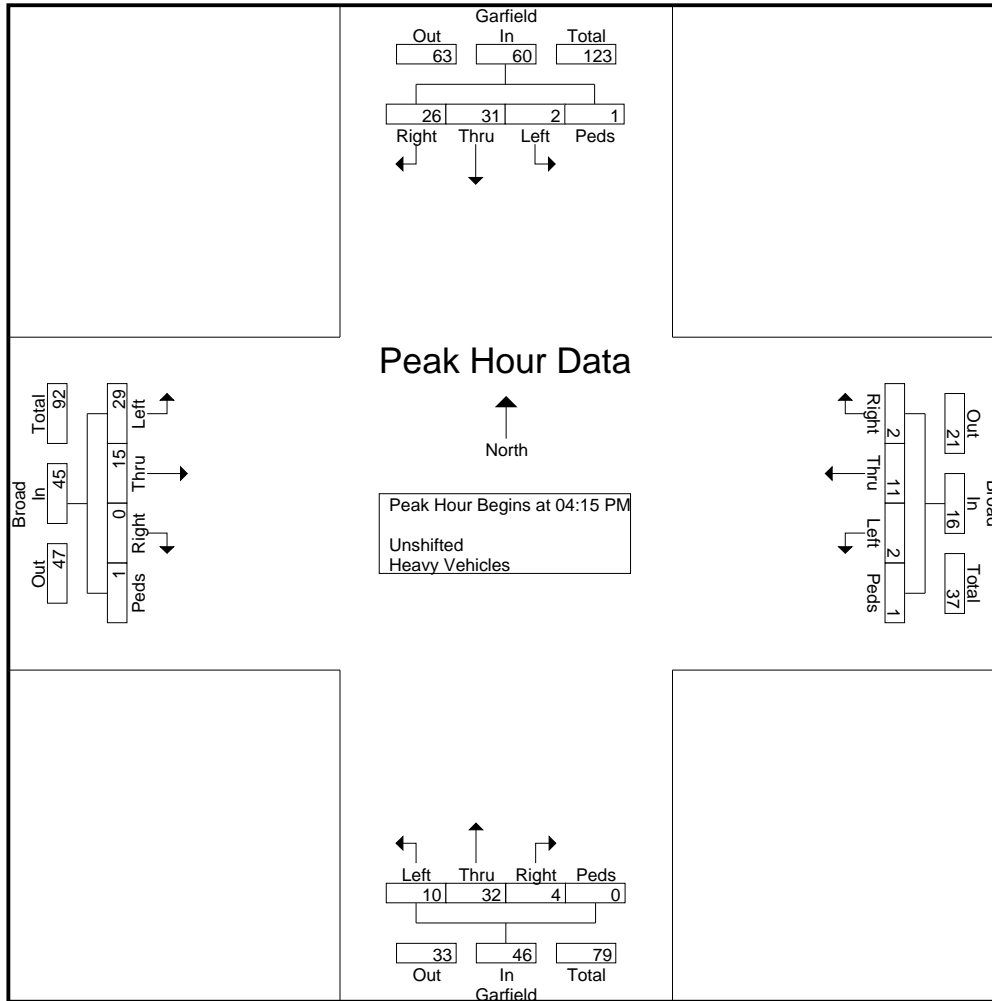 Garfield
Out In Total
63 60 123
26 31 2 1
Right Thru Left Peds
Peak Hour Data
North
Peak Hour Begins at 04:15 PM
Unshifted
Heavy Vehicles
Broad
Out In Total
47 45 92
Left Thru Right Peds
29 15 0 1
Broad
Out In Total
21 16 37
Right Thru Left Peds
2 11 2 1
Left Thru Right Peds
10 32 4 0
33 46 79
Out In Total
Garfield